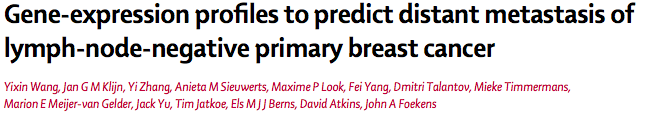 Gene-expression profiles to predict distant metastasis of
lymph-node-negative primary breast cancer
Yixin Wang, Jan G M Klijn, Yi Zhang, Anieta M Sieuwerts, Maxime P Look, Fei Yang, Dmitri Talantov, Mieke Timmermans,
Marion E Meijer-van Gelder, Jack Yu, Tim Jatkoe, Els M J J Berns, David Atkins, John A Foekens